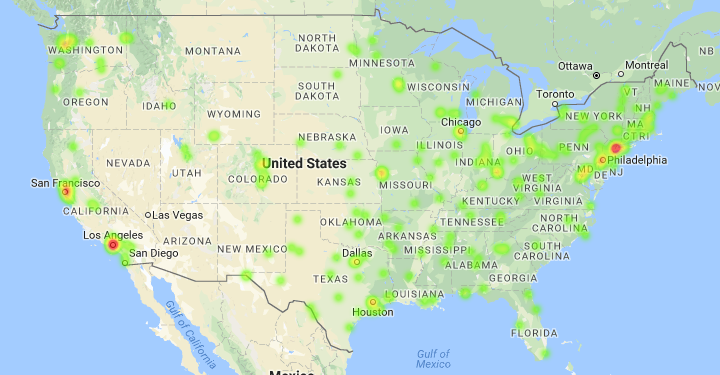 NORTH
DAKOTA
MONTANA
WASHINGTON
MINNESOTA
Ottawa
Montreal
NB
MAINE
NOV
VT
NH
SOUTH
DAKOTA
WISCONSIN
MICHIGAN
Toronto
OREGON
IDAHO
WYOMING
NEW YORK
MA
CT
RI
Chicago
IOWA
NEBRASKA
ILLINOIS
INDIANA
OHIO
PENN
Philadelphia
NEVADA
UTAH
United States
COLORADO
KANSAS
MISSOURI
WEST
VIRGINIA
MD
DE
NJ
San Francisco
CALIFORNIA
Las Vegas
KENTUCKY
VIRGINIA
Los Angeles
ARIZONA
NEW MEXICO
OKLAHOMA
ARKANSAS
TENNESSEE
NORTH
CAROLINA
San Diego
Dallas
MISSISSIPPI
SOUTH
CAROLINA
ALABAMA
TEXAS
GEORGIA
LOUISIANA
Houston
FLORIDA
Gulf of
California
Gulf of
Mexico
Mexico